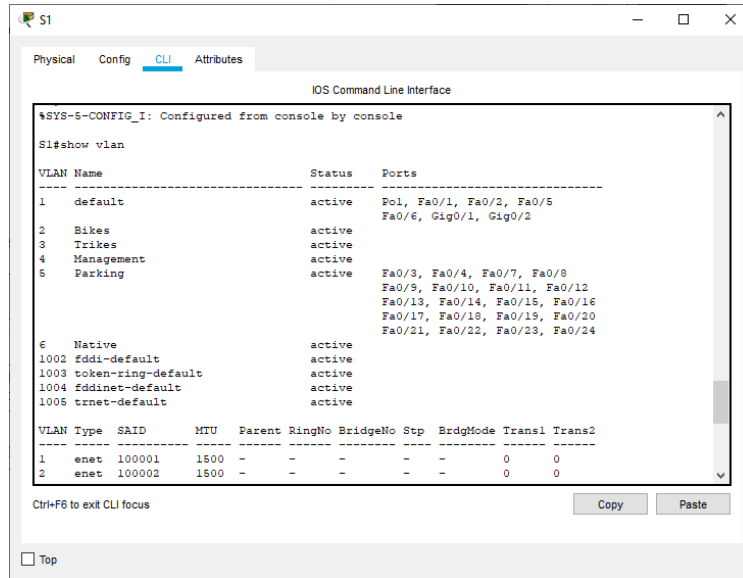 S1
Physical Config CLI Attributes
IOS Command Line Interface
%SYS-5-CONFIG_I: Configured from console by console
S1#show vlan
VLAN Name                             Status    Ports
---- -------------------------------- --------- -------------------------------
1    default                          active    Po1, Fa0/1, Fa0/2, Fa0/5
                                                Fa0/6, Gig0/1, Gig0/2
2    Bikes                            active
3    Trikes                           active
4    Management                       active
5    Parking                          active    Fa0/3, Fa0/4, Fa0/7, Fa0/8
                                                Fa0/9, Fa0/10, Fa0/11, Fa0/12
                                                Fa0/13, Fa0/14, Fa0/15, Fa0/16
                                                Fa0/17, Fa0/18, Fa0/19, Fa0/20
                                                Fa0/21, Fa0/22, Fa0/23, Fa0/24
6    Native                           active
1002 fddi-default                     active
1003 token-ring-default               active
1004 fddinet-default                  active
1005 trnet-default                    active
VLAN Type  SAID       MTU   Parent RingNo BridgeNo Stp  BrdgMode Trans1 Trans2
---- ----- ---------- ----- ------ ------ -------- ---- -------- ------ ------
1    enet  100001     1500  -      -      -        -    -        0      0
2    enet  100002     1500  -      -      -        -    -        0      0
Ctrl+F6 to exit CLI focus
Copy Paste
Top